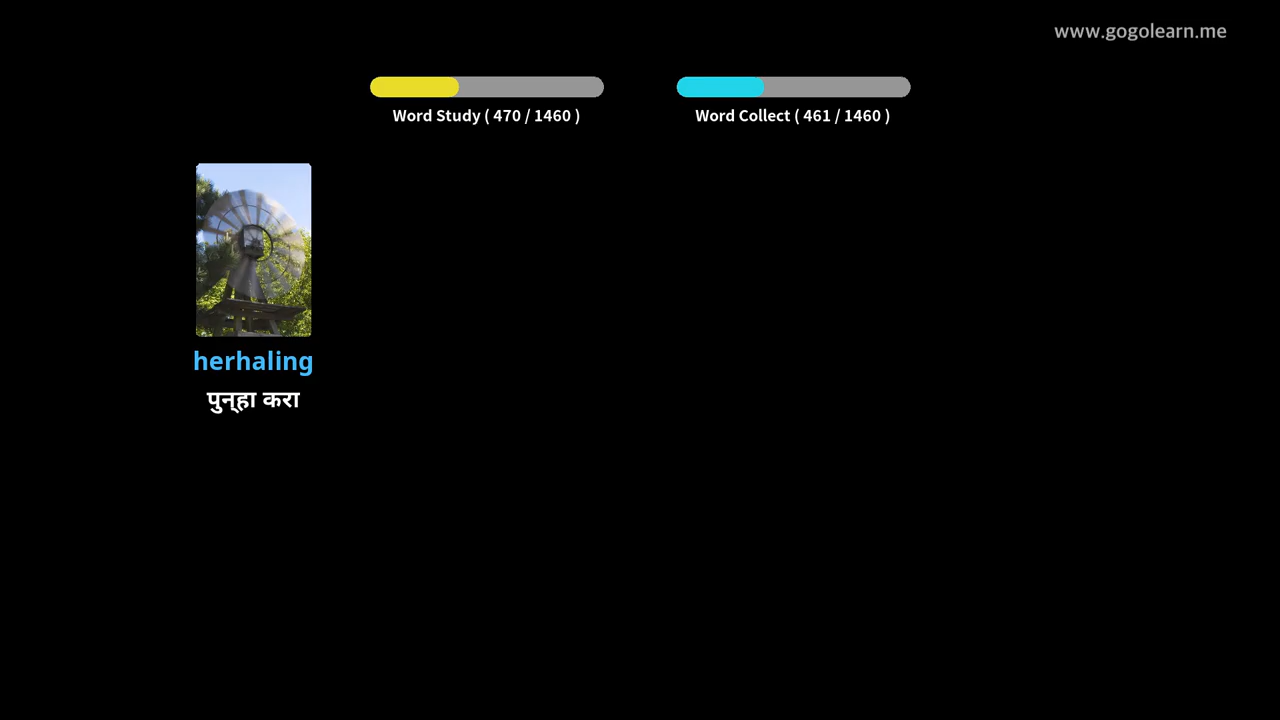 www.gogolearn.me
Word Study ( 470 / 1460 )
Word Collect ( 461 / 1460 )
herhaling
पुन्हा करा